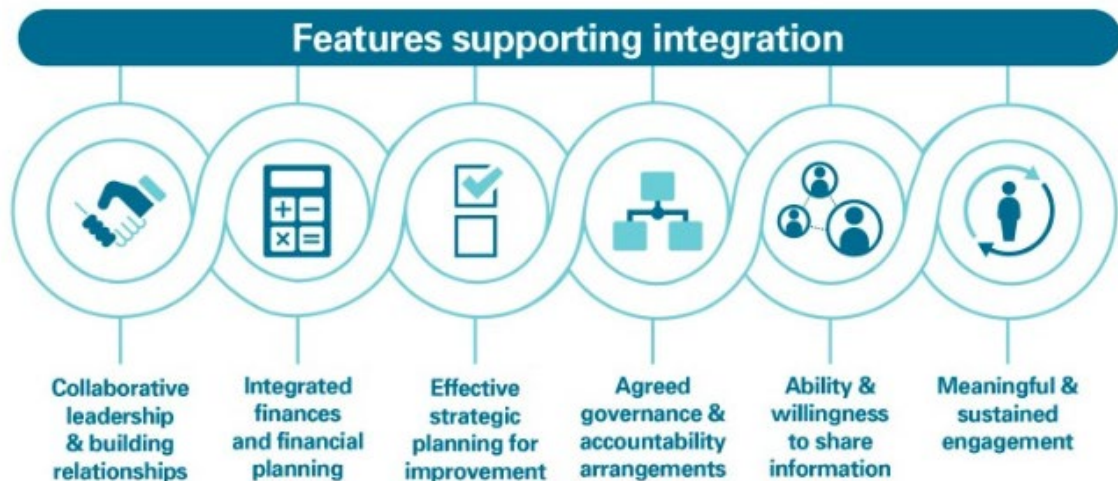 Features supporting integration
Collaborative
leadership
& building
relationships
Integrated
finances
and financial
planning
Effective
strategic
planning for
improvement
Agreed
governance &
accountability
arrangements
Ability &
willingness
to share
information
Meaningful &
sustained
engagement